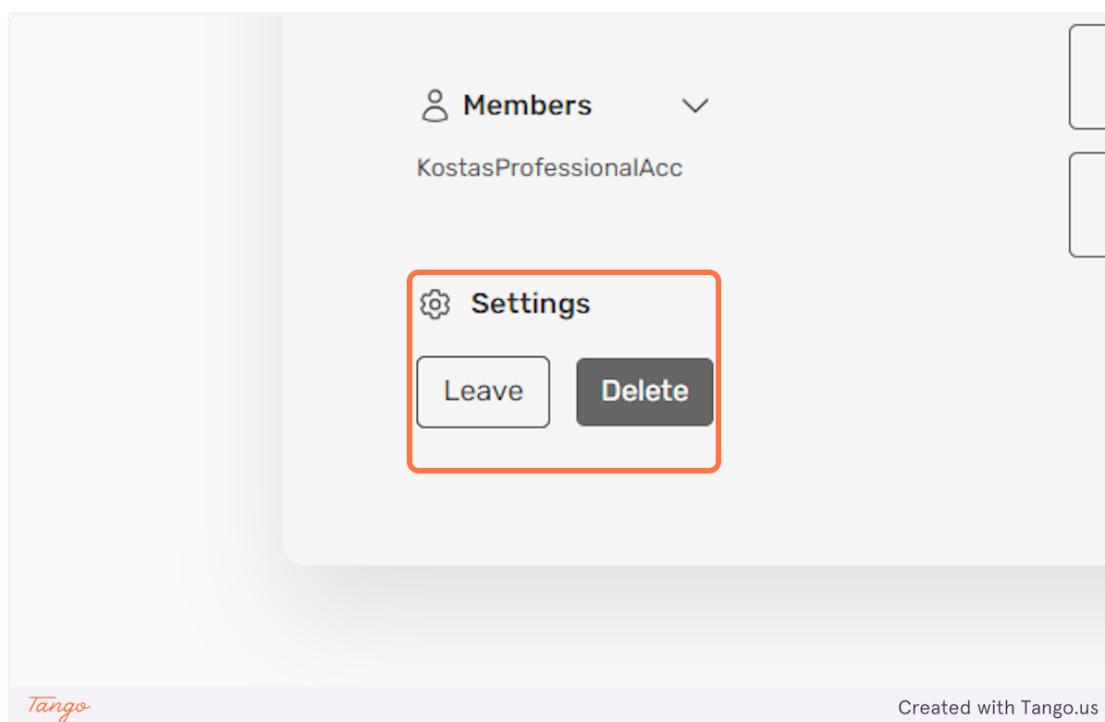 Members
KostasProfessionalAcc
Settings
Leave Delete
Tango Created with Tango.us